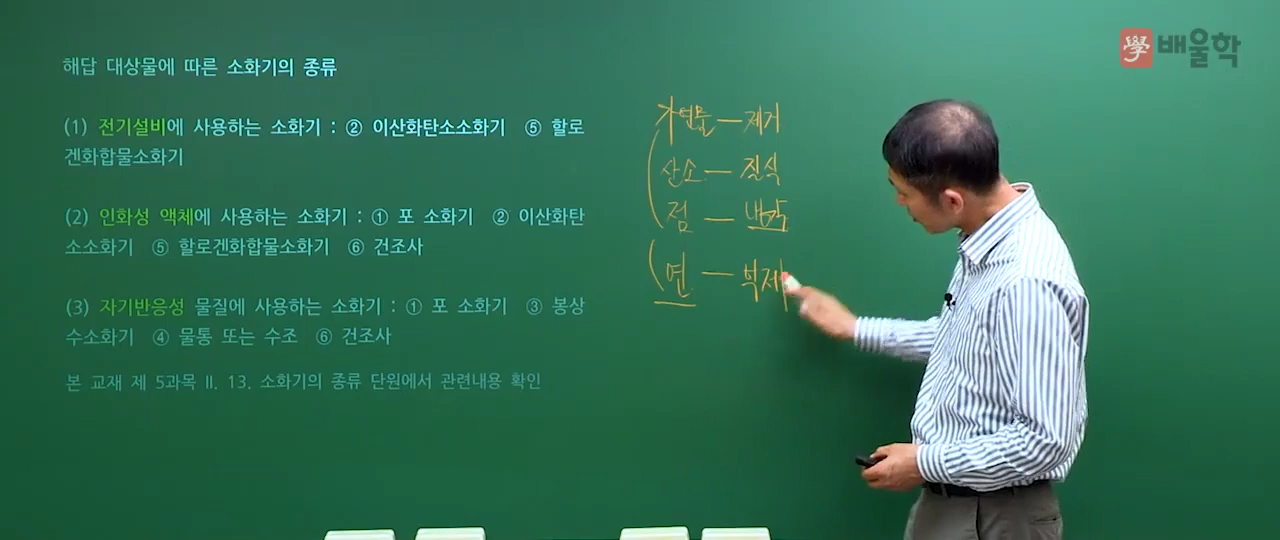 해답 대상물에 따른 소화기의 종류
(1) 전기설비에 사용하는 소화기 : ② 이산화탄소소화기 ⑤ 할로
겐화합물소화기
(2) 인화성 액체에 사용하는 소화기 : ① 포 소화기 ② 이산화탄
소소화기 ⑤ 할로겐화합물소화기 ⑥ 건조사
(3) 자기반응성 물질에 사용하는 소화기 : ① 포 소화기 ③ 봉상
수소화기 ④ 물통 또는 수조 ⑥ 건조사
본 교재 제 5과목 II. 13. 소화기의 종류 단원에서 관련내용 확인
가연물 — 제거
산소 — 질식
점 — 냉각
연 — 억제
學 배울학